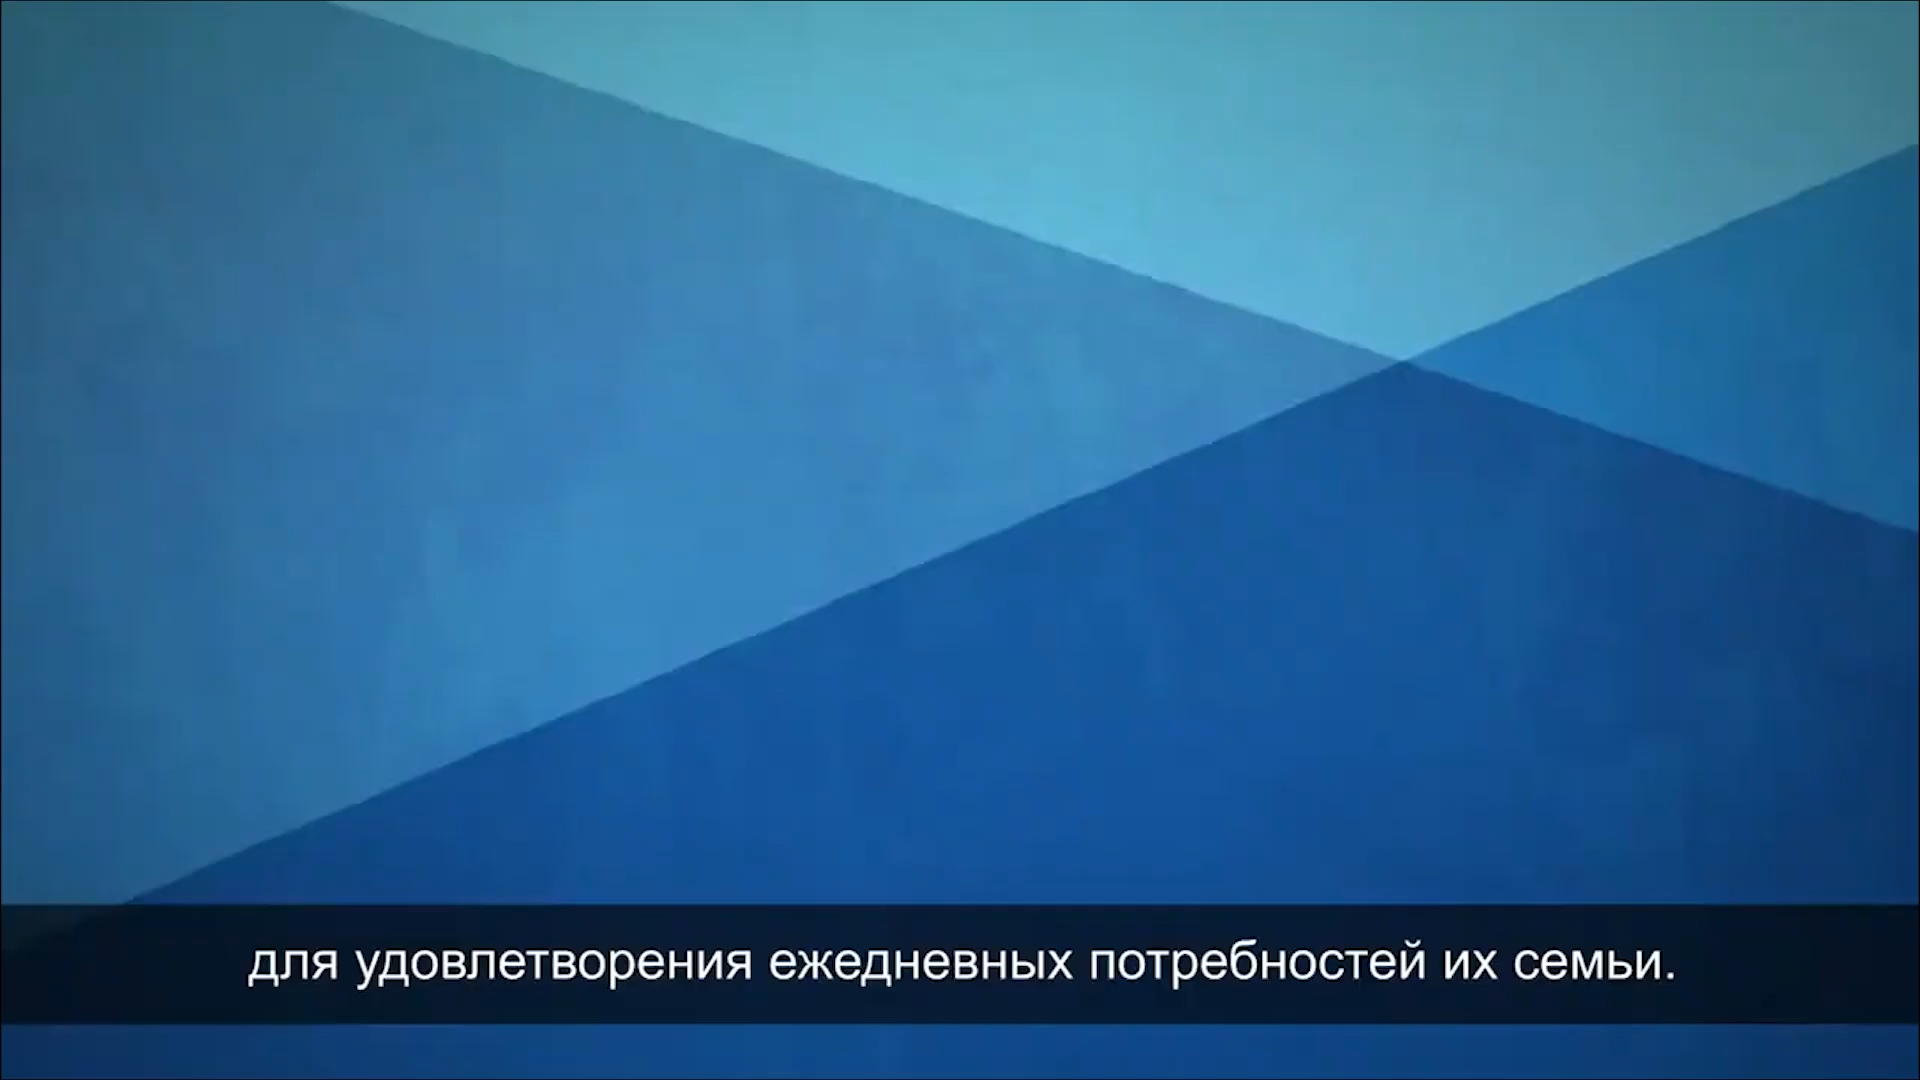 для удовлетворения ежедневных потребностей их семьи.